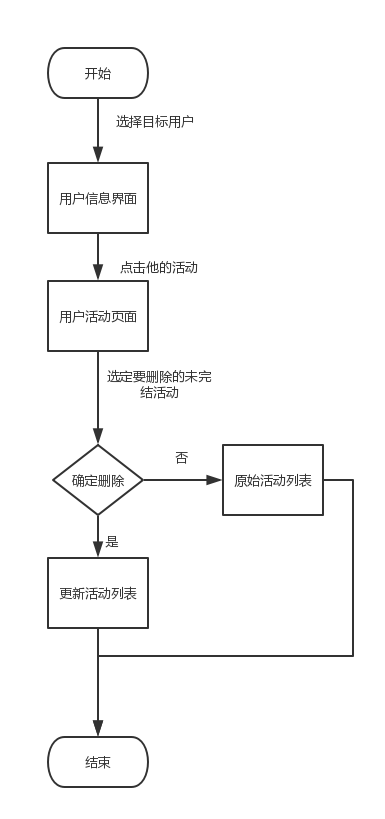 开始
选择目标用户
用户信息界面
点击他的活动
用户活动页面
选定要删除的未完
结活动
否
确定删除
原始活动列表
是
更新活动列表
结束